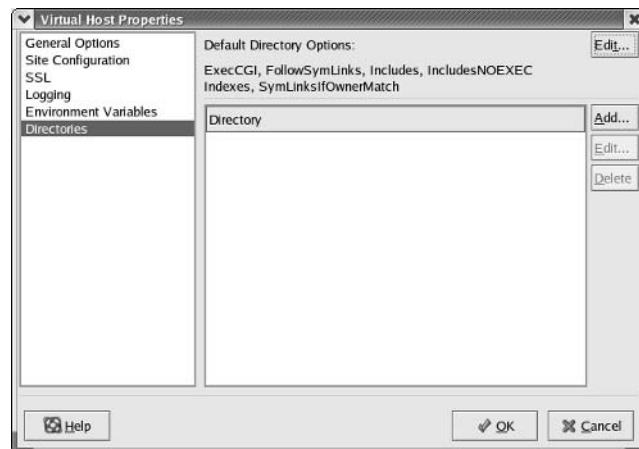 Virtual Host Properties
General Options
Site Configuration
SSL
Logging
Environment Variables
Directories
Default Directory Options:
Edit...
ExecCGI, FollowSymLinks, Includes, IncludesNOEXEC
Indexes, SymLinksIfOwnerMatch
Directory
Add...
Edit...
Delete
Help
OK
Cancel